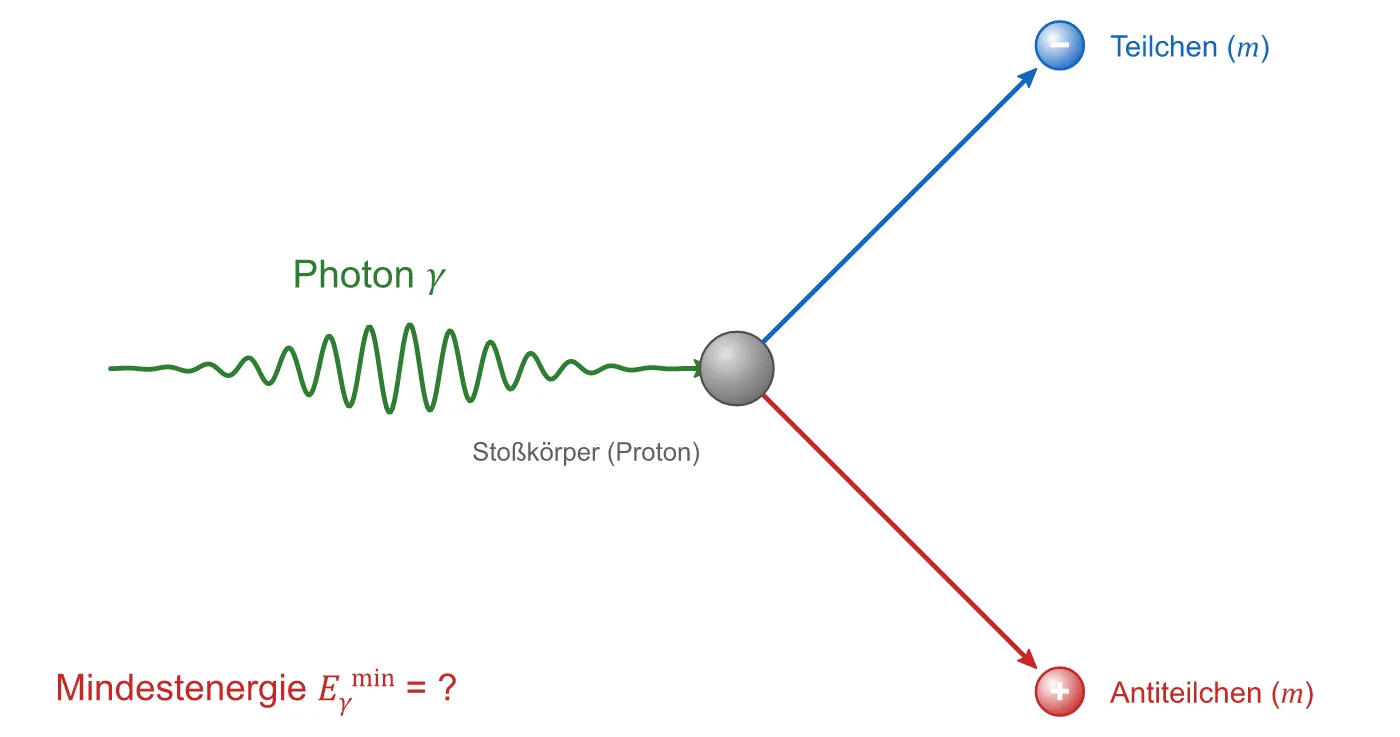 Teilchen (m)
Photon γ
Stoßkörper (Proton)
Mindestenergie E_γ^min = ?
Antiteilchen (m)